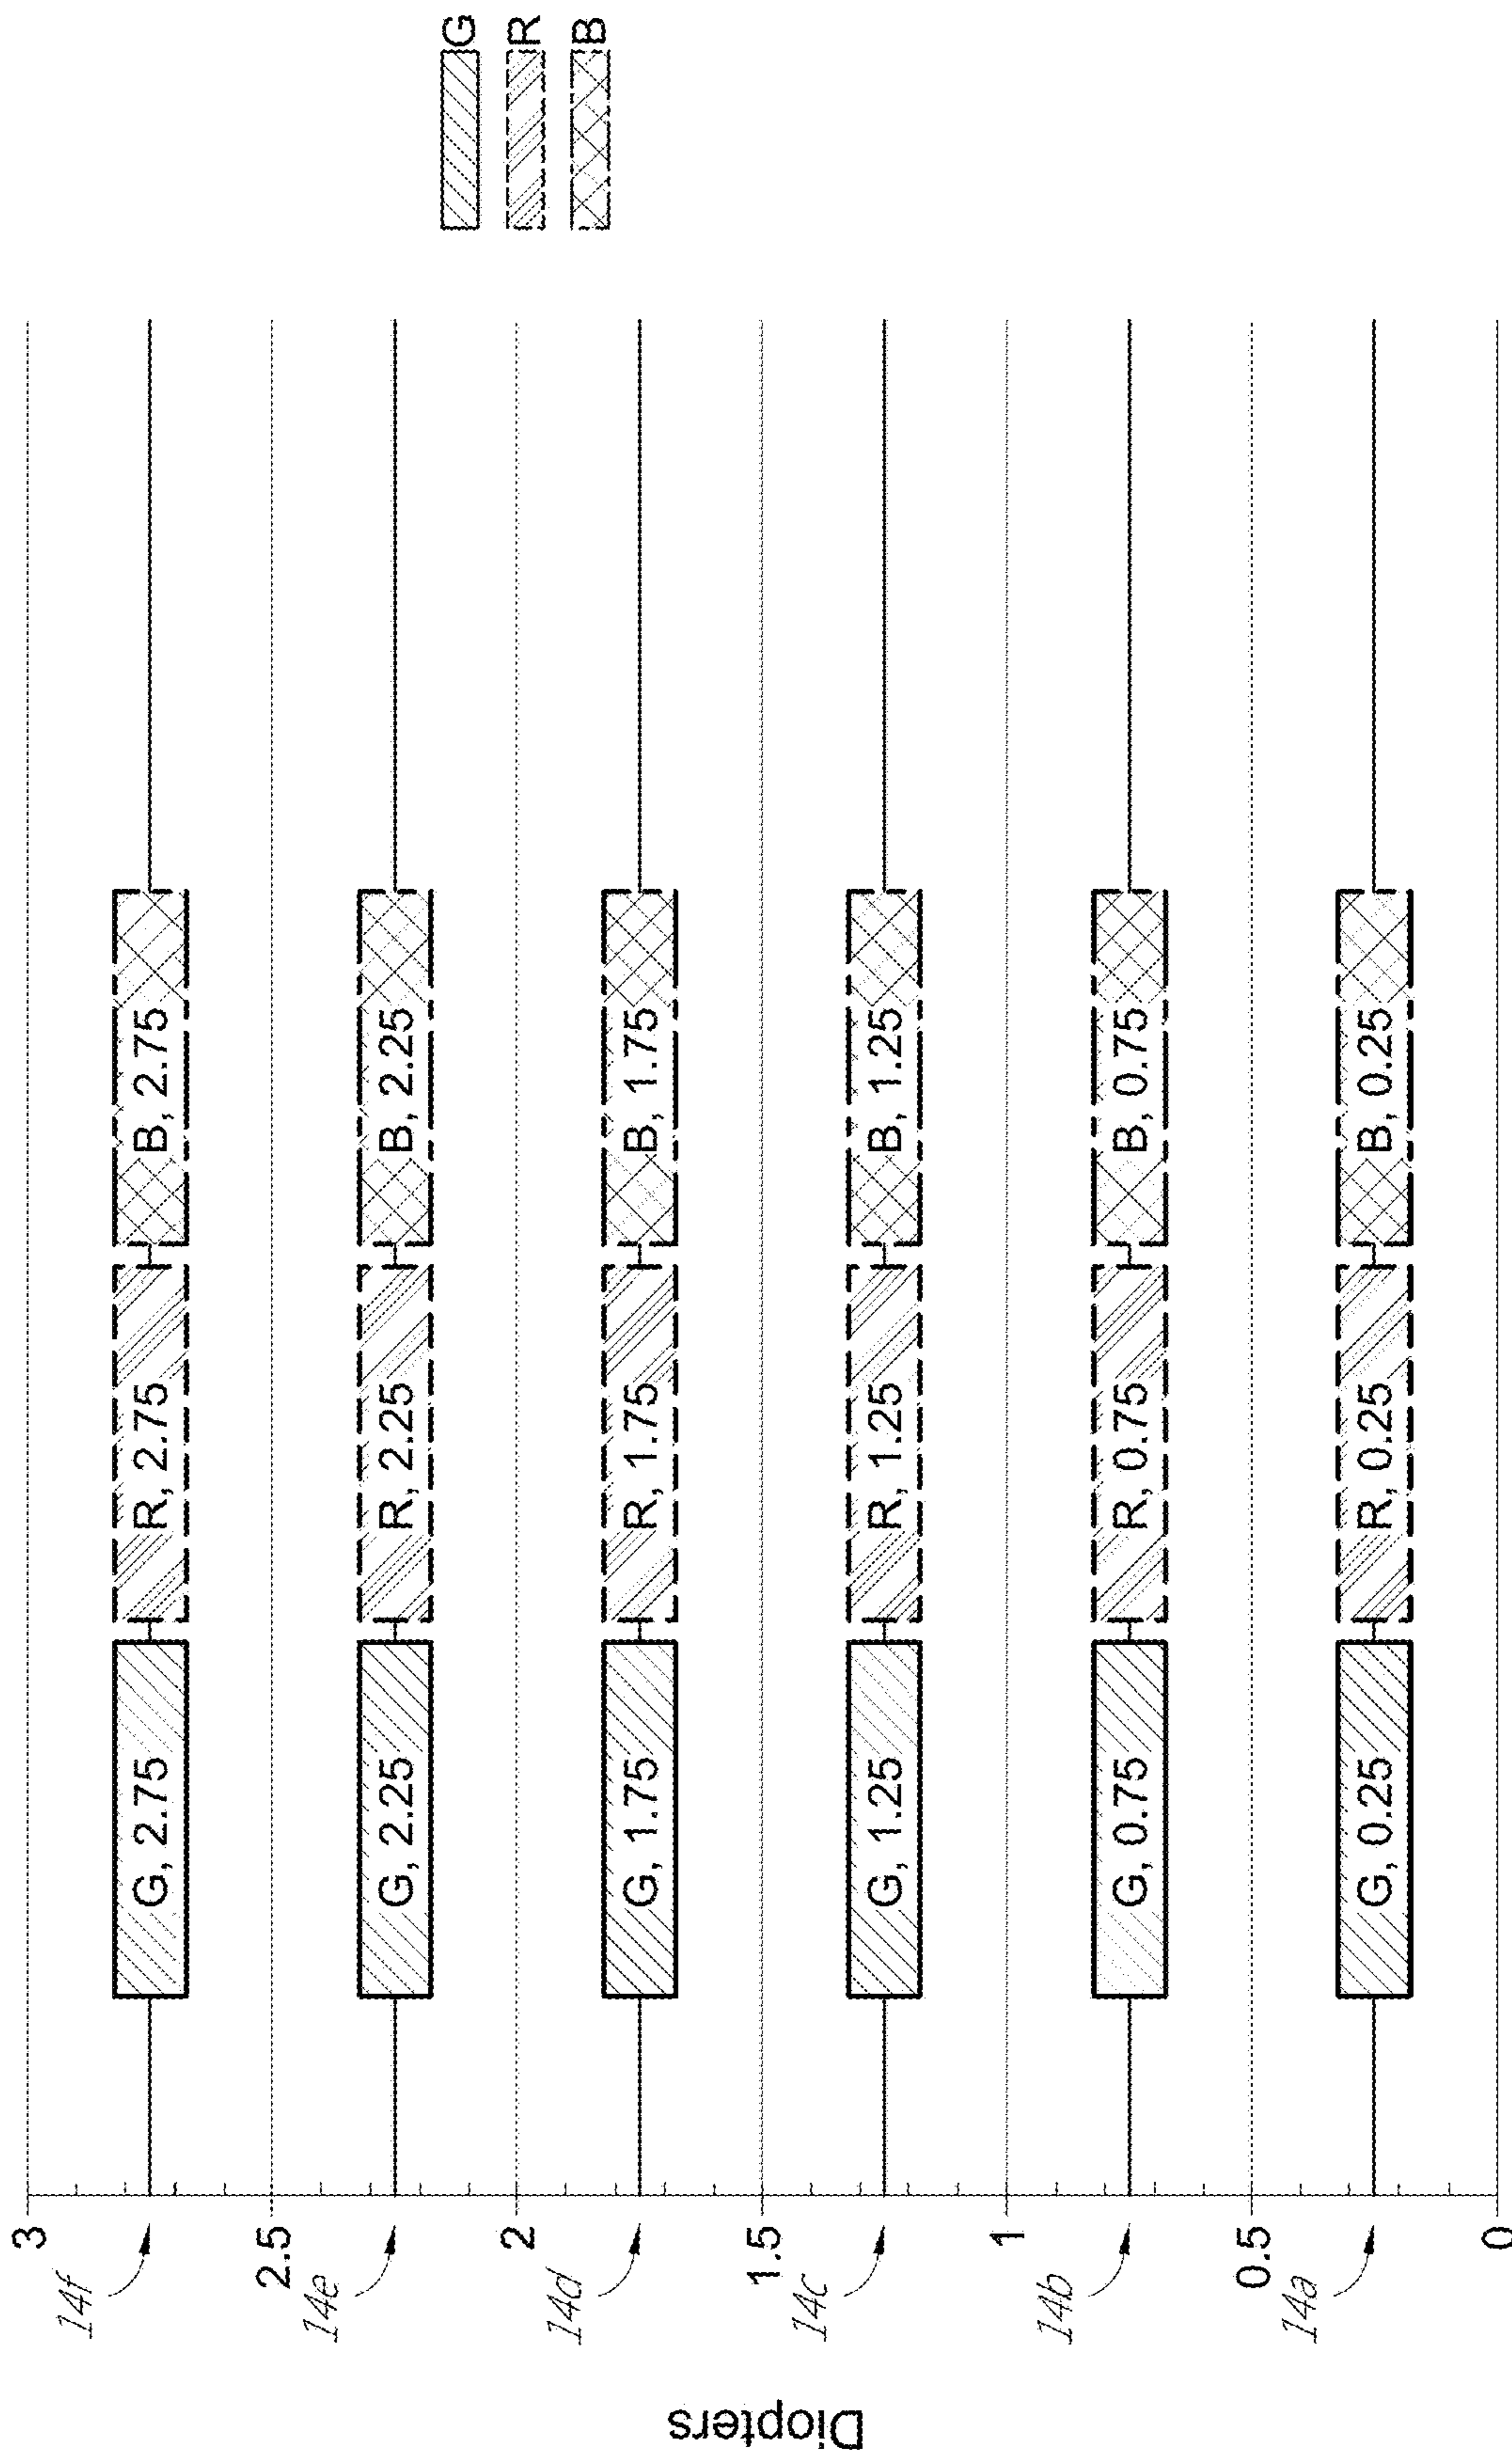 Diopters
3
14f
G, 2.75
R, 2.75
B, 2.75
2.5
14e
G, 2.25
R, 2.25
B, 2.25
2
14d
G, 1.75
R, 1.75
B, 1.75
1.5
14c
G, 1.25
R, 1.25
B, 1.25
1
14b
G, 0.75
R, 0.75
B, 0.75
0.5
14a
G, 0.25
R, 0.25
B, 0.25
0
G
R
B